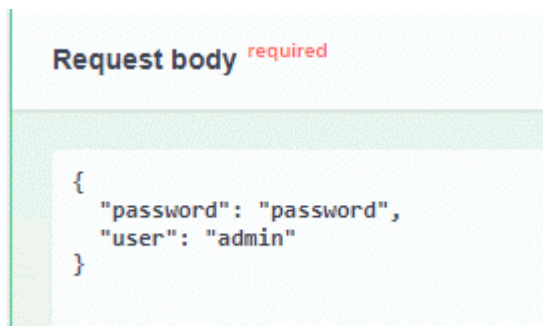 Request body required
{
"password": "password",
"user": "admin"
}